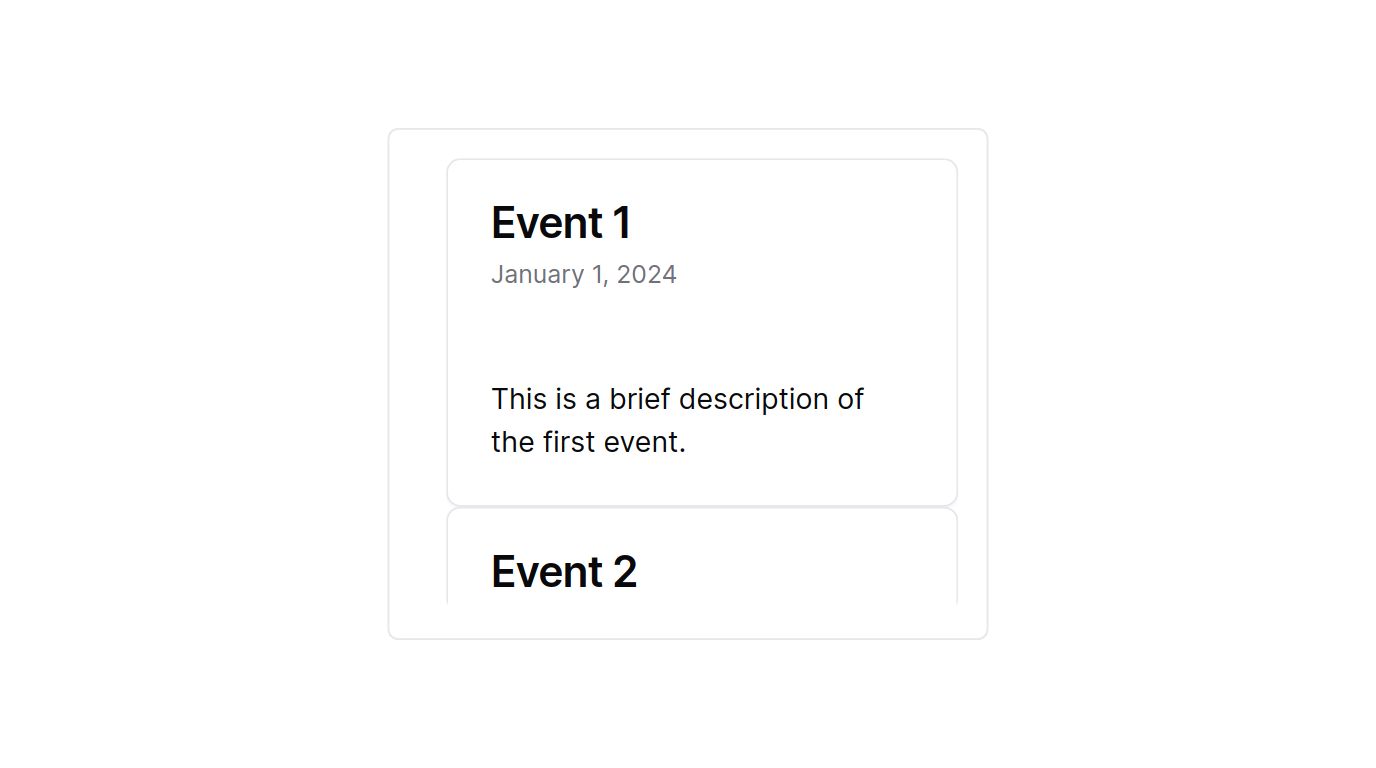 Event 1
January 1, 2024
This is a brief description of
the first event.
Event 2